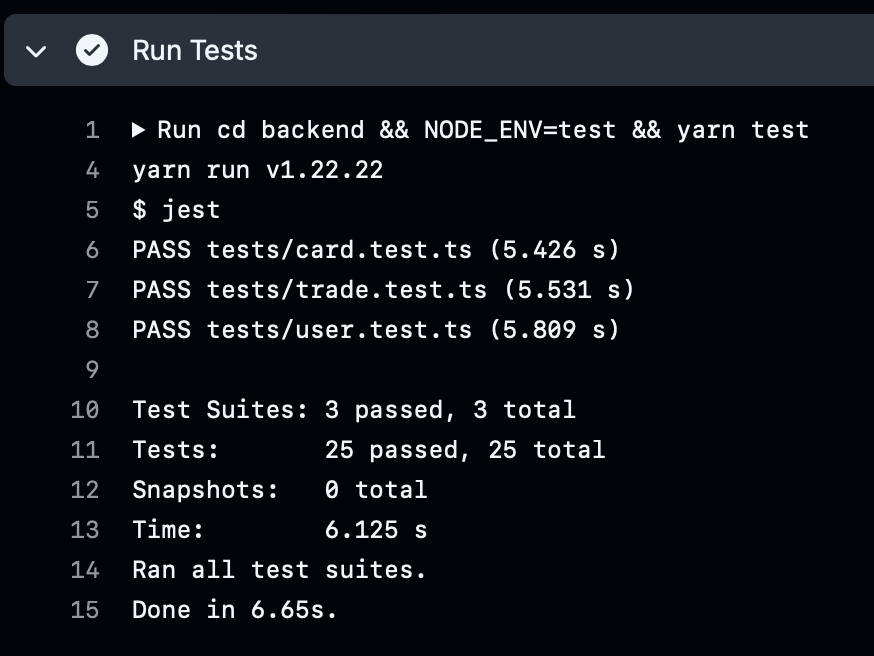 Run Tests
1 Run cd backend && NODE_ENV=test && yarn test
4 yarn run v1.22.22
5 $ jest
6 PASS tests/card.test.ts (5.426 s)
7 PASS tests/trade.test.ts (5.531 s)
8 PASS tests/user.test.ts (5.809 s)
9
10 Test Suites: 3 passed, 3 total
11 Tests:       25 passed, 25 total
12 Snapshots:   0 total
13 Time:        6.125 s
14 Ran all test suites.
15 Done in 6.65s.